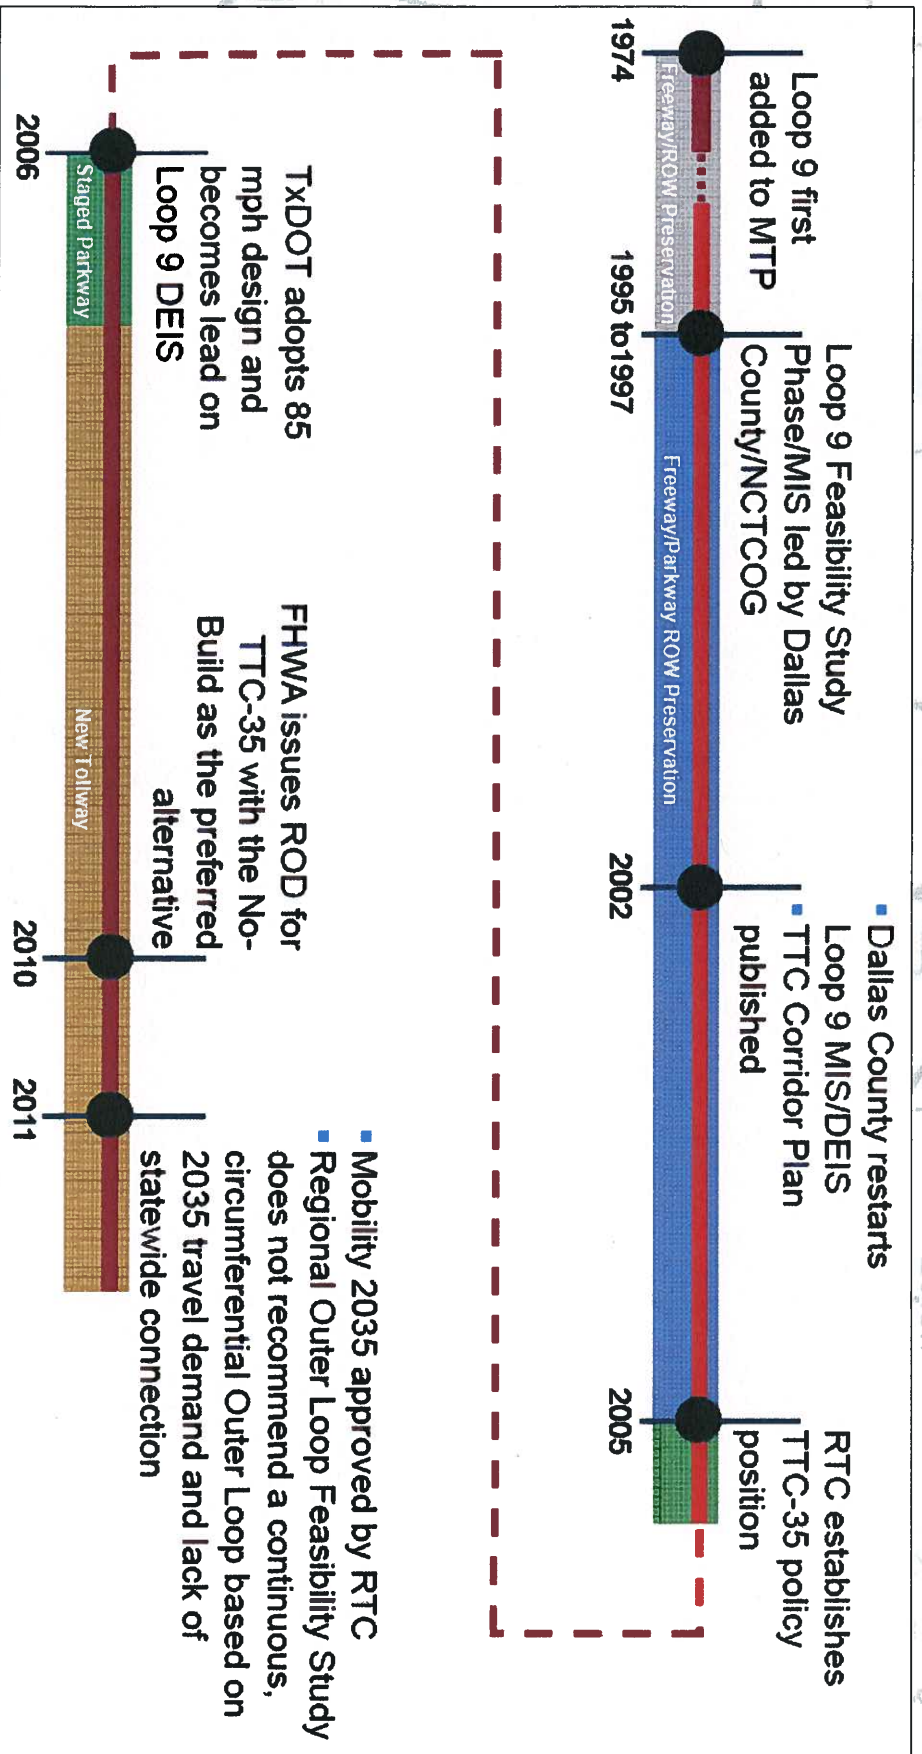 Loop 9 first
added to MTP
1974
Freeway/ROW Preservation
Loop 9 Feasibility Study
Phase/MIS led by Dallas
County/NCTCOG
1995 to1997
Freeway/Parkway ROW Preservation
Dallas County restarts
Loop 9 MIS/DEIS
TTC Corridor Plan
published
2002
RTC establishes
TTC-35 policy
position
2005
TxDOT adopts 85
mph design and
becomes lead on
Loop 9 DEIS
2006
Staged Parkway
New Tollway
FHWA issues ROD for
TTC-35 with the No-
Build as the preferred
alternative
2010
Mobility 2035 approved by RTC
Regional Outer Loop Feasibility Study
does not recommend a continuous,
circumferential Outer Loop based on
2035 travel demand and lack of
statewide connection
2011